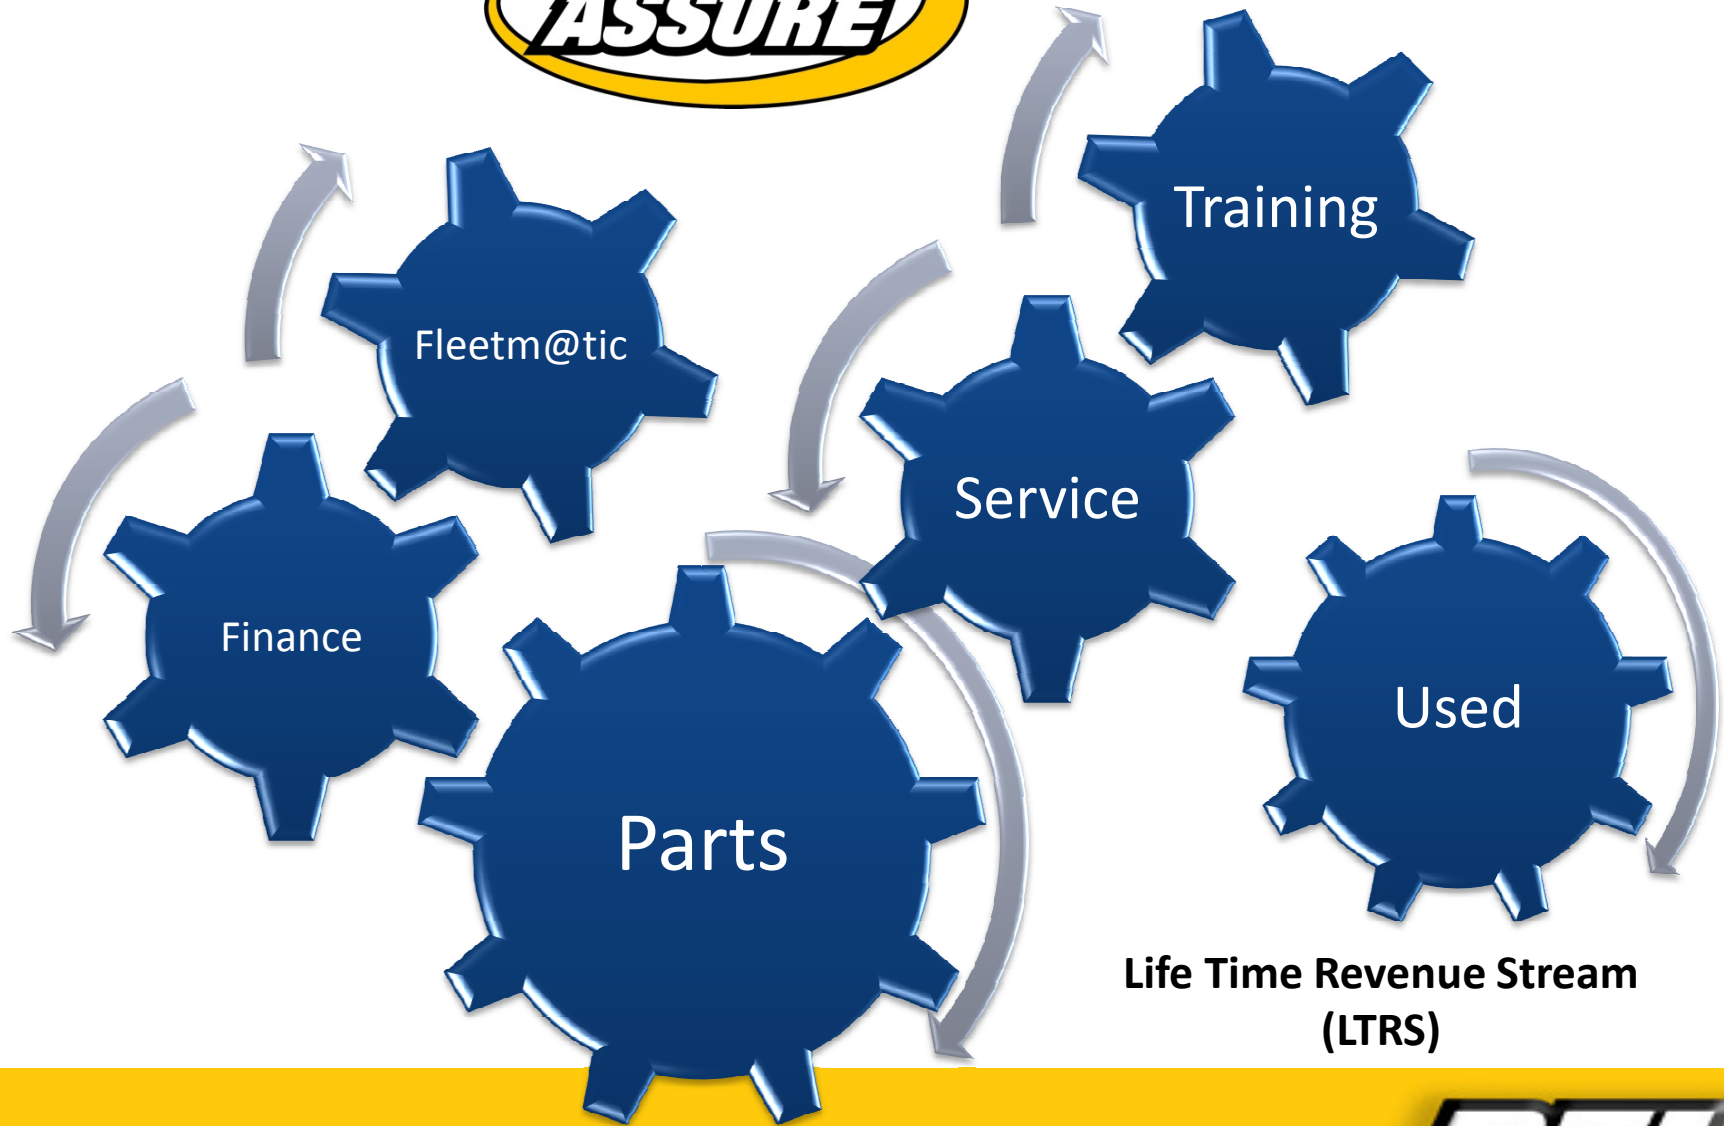 ASSURE
Training
Fleetm@tic
Service
Finance
Used
Parts
Life Time Revenue Stream
(LTRS)